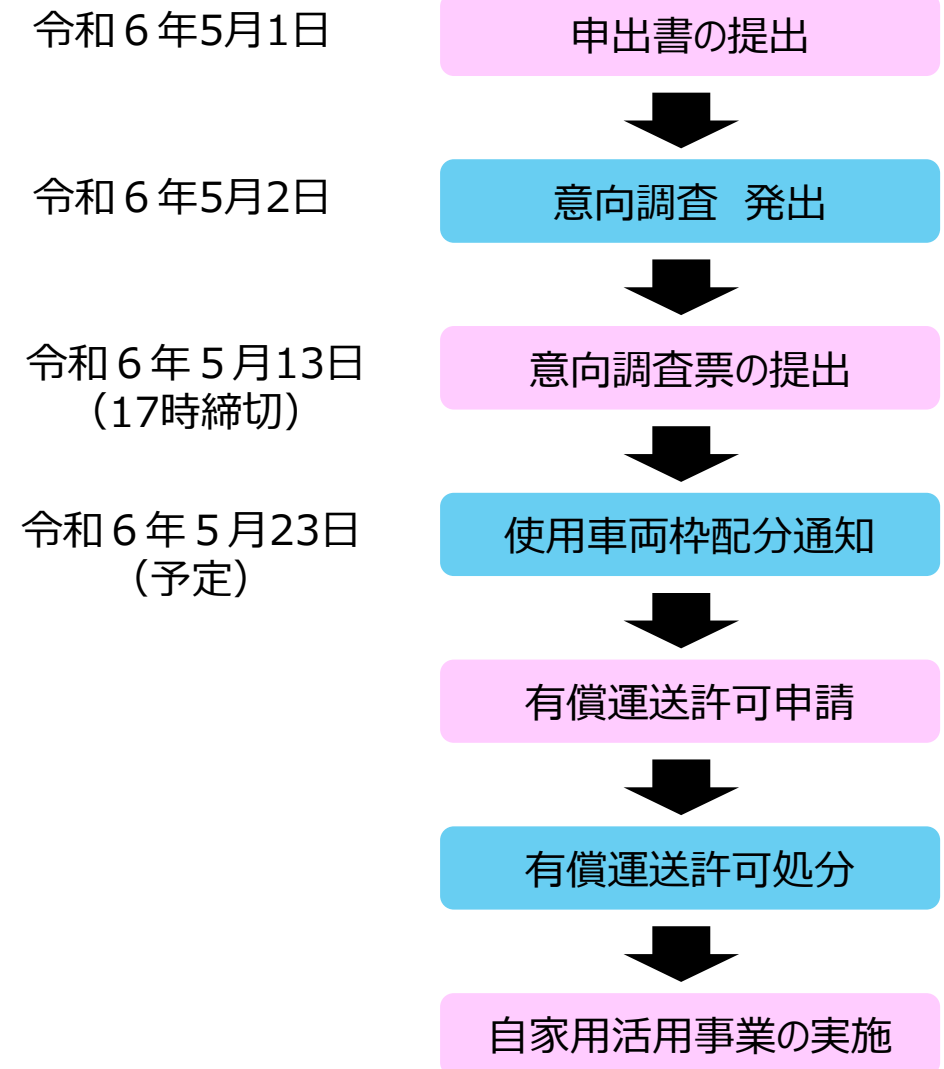 令和６年5月1日
申出書の提出
令和６年5月2日
意向調査　発出
令和６年５月13日
（17時締切）
意向調査票の提出
令和６年５月23日
（予定）
使用車両枠配分通知
有償運送許可申請
有償運送許可処分
自家用活用事業の実施